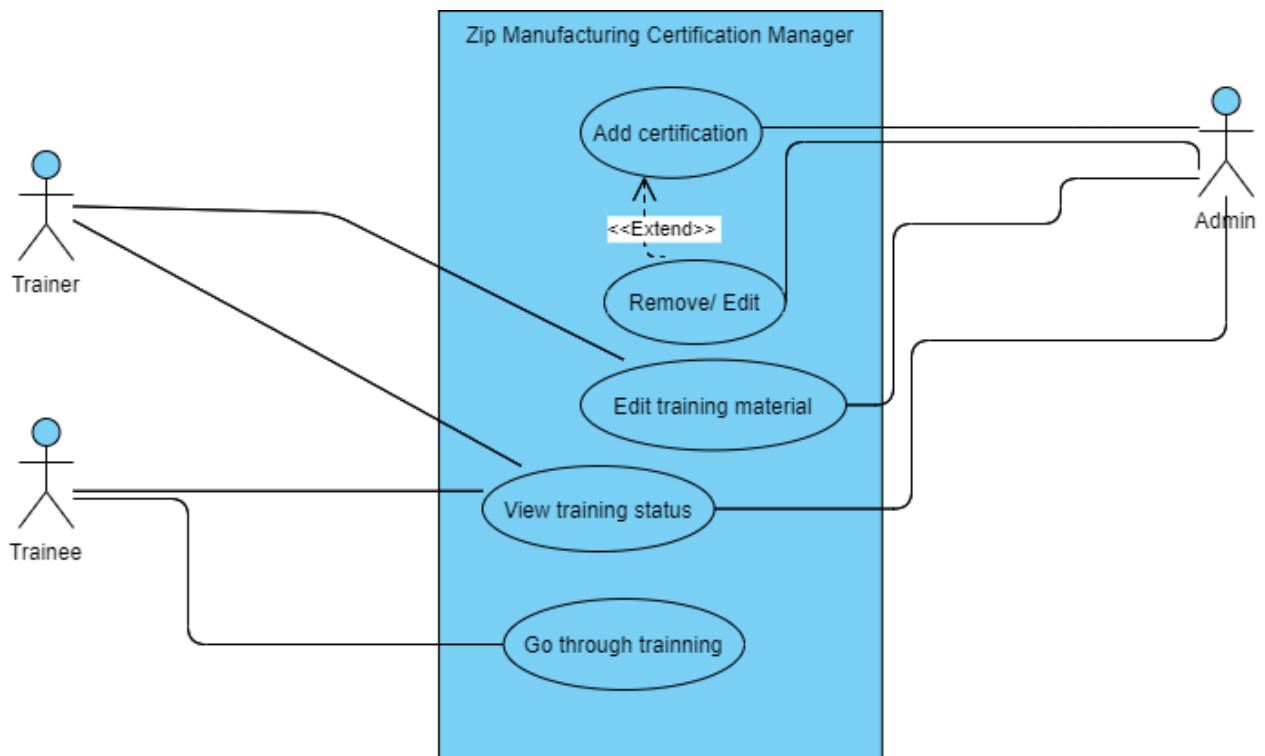 Zip Manufacturing Certification Manager
Add certification
Admin
Trainer
<<Extend>>
Remove/ Edit
Edit training material
View training status
Trainee
Go through trainning